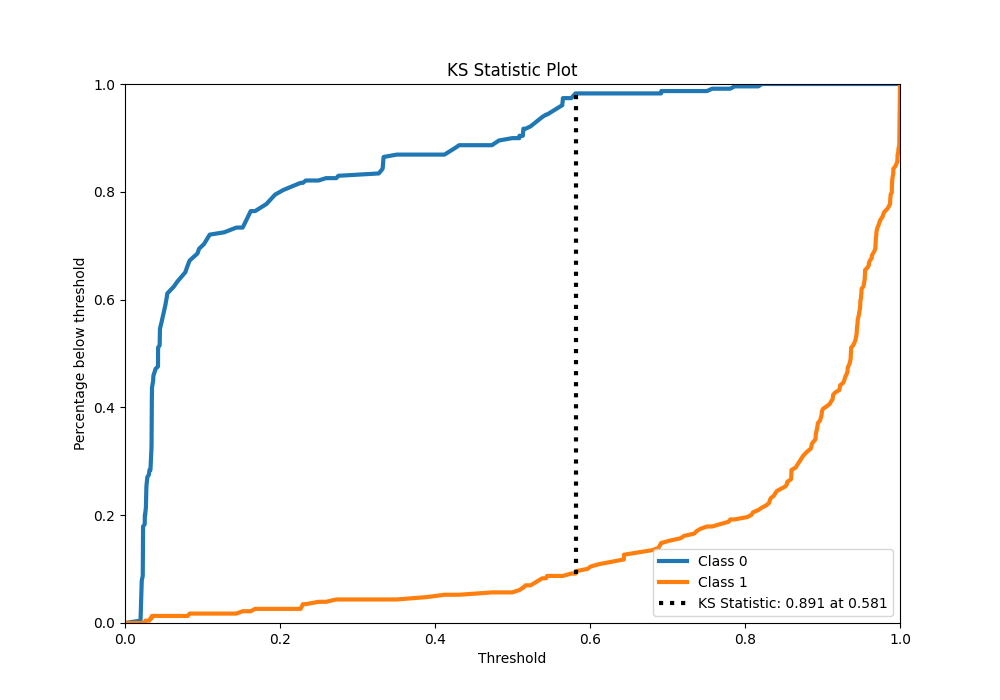 KS Statistic Plot
1.0
0.8
0.6
0.4
0.2
0.0
Percentage below threshold
0.0 0.2 0.4 0.6 0.8 1.0
Threshold
Class 0
Class 1
KS Statistic: 0.891 at 0.581